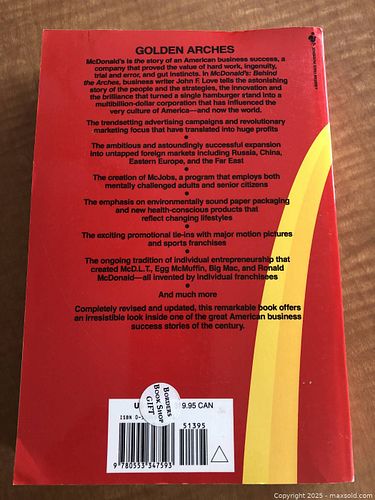 GOLDEN ARCHES
McDonald's is the story of an American business success, a
company that proved the value of hard work, ingenuity,
trial and error, and gut instincts. In McDonald's: Behind
the Arches, business writer John F. Love tells the astonishing
story of the people and the strategies, the innovation and
the brilliance that turned a single hamburger stand into a
multibillion-dollar corporation that has influenced the
very culture of America—and now the world.
The trendsetting advertising campaigns and revolutionary
marketing focus that have translated into huge profits
•
The ambitious and astoundingly successful expansion
into untapped foreign markets including Russia, China,
Eastern Europe, and the Far East
•
The creation of McJobs, a program that employs both
mentally challenged adults and senior citizens
•
The emphasis on environmentally sound paper packaging
and new health-conscious products that
reflect changing lifestyles
•
The exciting promotional tie-ins with major motion pictures
and sports franchises
•
The ongoing tradition of individual entrepreneurship that
created McD.L.T., Egg McMuffin, Big Mac, and Ronald
McDonald—all invented by individual franchisees
•
And much more
Completely revised and updated, this remarkable book offers
an irresistible look inside one of the great American business
success stories of the century.
BORDERS
BOOK SHOP
GIFT
U
9.95 CAN
ISBN 0-
51395
9 780553 347593
Copyright 2025 - maxsold.com